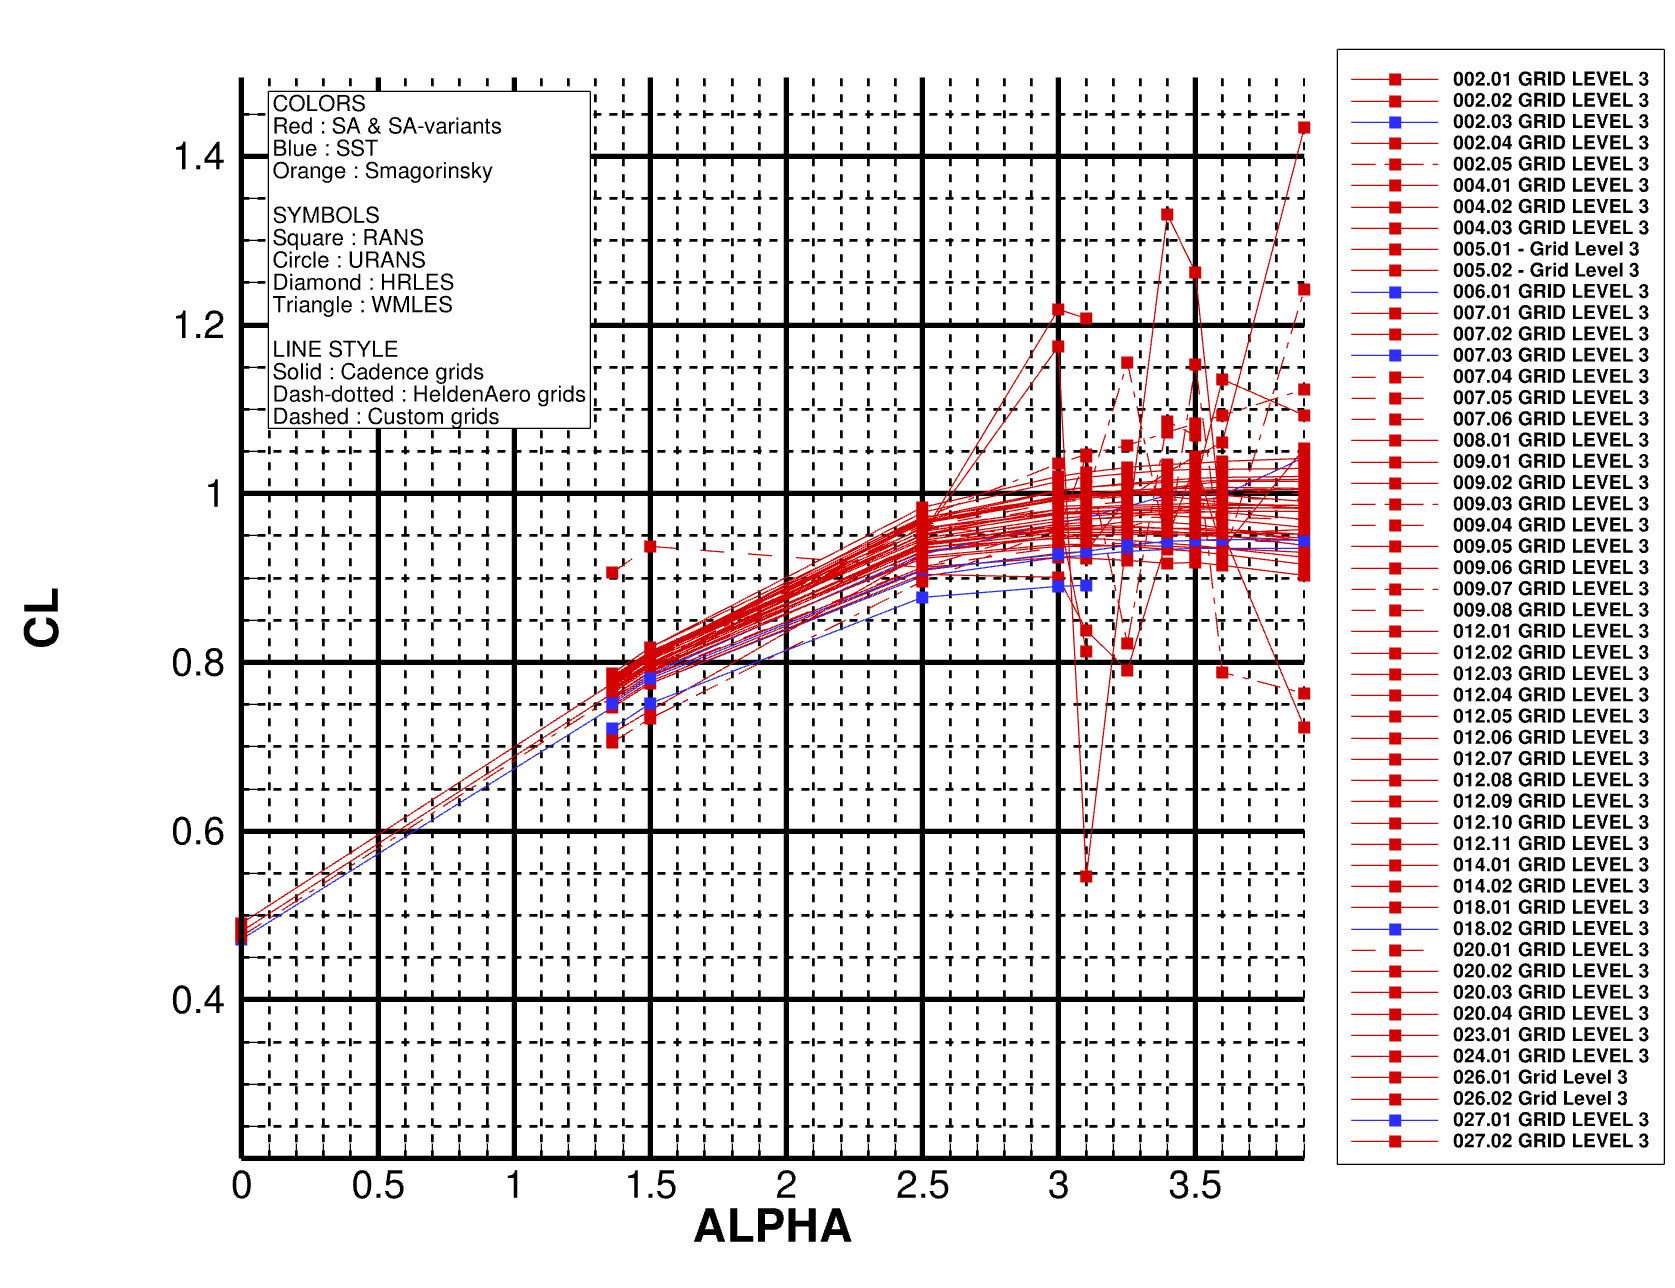 COLORS
Red : SA & SA-variants
Blue : SST
Orange : Smagorinsky
SYMBOLS
Square : RANS
Circle : URANS
Diamond : HRLES
Triangle : WMLES
LINE STYLE
Solid : Cadence grids
Dash-dotted : HeldenAero grids
Dashed : Custom grids
1.4
1.2
1
0.8
0.6
0.4
CL
0
0.5
1
1.5
2
2.5
3
3.5
ALPHA
002.01 GRID LEVEL 3
002.02 GRID LEVEL 3
002.03 GRID LEVEL 3
002.04 GRID LEVEL 3
002.05 GRID LEVEL 3
004.01 GRID LEVEL 3
004.02 GRID LEVEL 3
004.03 GRID LEVEL 3
005.01 - Grid Level 3
005.02 - Grid Level 3
006.01 GRID LEVEL 3
007.01 GRID LEVEL 3
007.02 GRID LEVEL 3
007.03 GRID LEVEL 3
007.04 GRID LEVEL 3
007.05 GRID LEVEL 3
007.06 GRID LEVEL 3
008.01 GRID LEVEL 3
009.01 GRID LEVEL 3
009.02 GRID LEVEL 3
009.03 GRID LEVEL 3
009.04 GRID LEVEL 3
009.05 GRID LEVEL 3
009.06 GRID LEVEL 3
009.07 GRID LEVEL 3
009.08 GRID LEVEL 3
012.01 GRID LEVEL 3
012.02 GRID LEVEL 3
012.03 GRID LEVEL 3
012.04 GRID LEVEL 3
012.05 GRID LEVEL 3
012.06 GRID LEVEL 3
012.07 GRID LEVEL 3
012.08 GRID LEVEL 3
012.09 GRID LEVEL 3
012.10 GRID LEVEL 3
012.11 GRID LEVEL 3
014.01 GRID LEVEL 3
014.02 GRID LEVEL 3
018.01 GRID LEVEL 3
018.02 GRID LEVEL 3
020.01 GRID LEVEL 3
020.02 GRID LEVEL 3
020.03 GRID LEVEL 3
020.04 GRID LEVEL 3
023.01 GRID LEVEL 3
024.01 GRID LEVEL 3
026.01 Grid Level 3
026.02 Grid Level 3
027.01 GRID LEVEL 3
027.02 GRID LEVEL 3